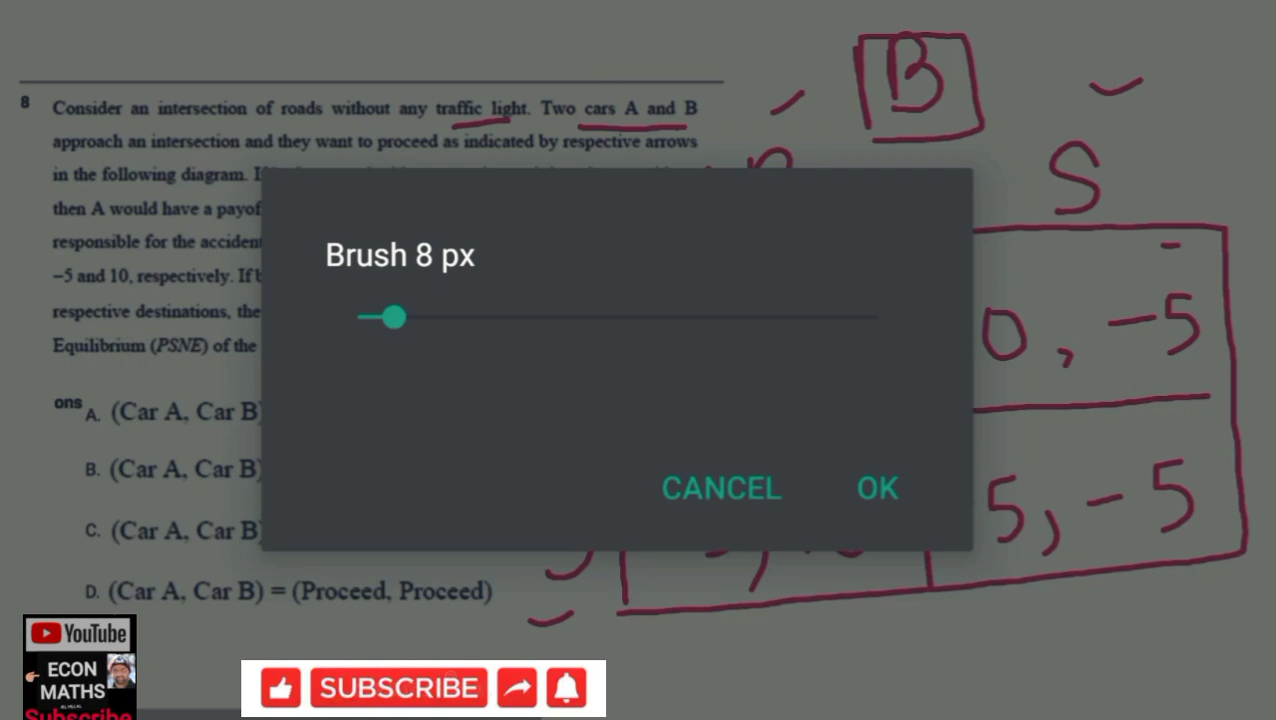 8 Consider an intersection of roads without any traffic light. Two cars A and B
approach an intersection and they want to proceed as indicated by respective arrows
in the following diagram.
then A would have a
responsible for the accident
−5 and 10, respectively. If
respective destinations,
Equilibrium (PSNE) of the
ons A. (Car A, Car B)
B. (Car A, Car B)
C. (Car A, Car B)
D. (Car A, Car B) = (Proceed, Proceed)
B
S
0, -5
5, -5
Brush 8 px
CANCEL OK
YouTube
ECON
MATHS
Subscribe
SUBSCRIBE